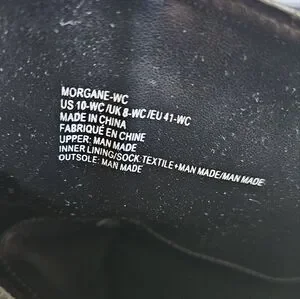 MORGANE-WC
US 10-WC/UK 8-WC/EU 41-WC
MADE IN CHINA
FABRIQUÉ EN CHINE
UPPER: MAN MADE
INNER LINING/SOCK: TEXTILE+MAN MADE/MAN MADE
OUTSOLE: MAN MADE